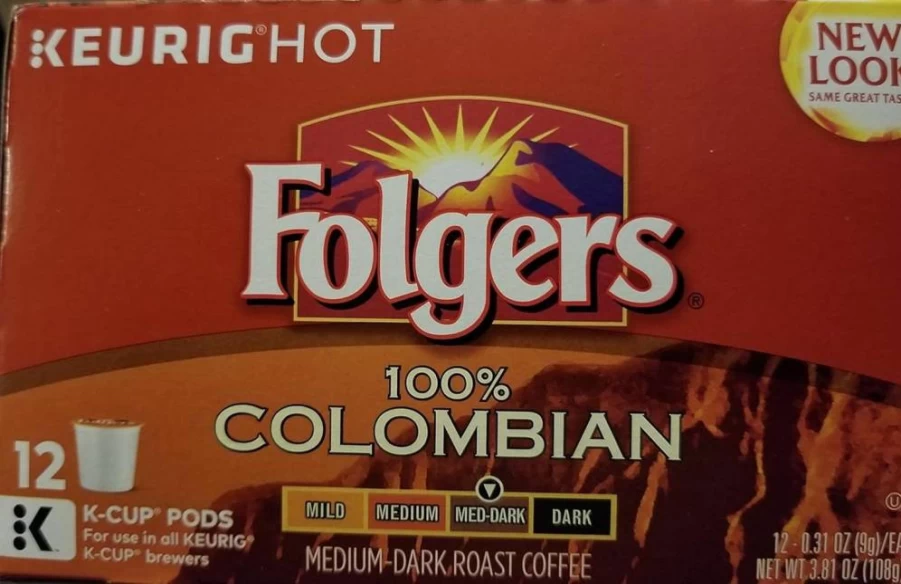 KEURIG® HOT
NEW
LOOK
SAME GREAT
Folgers®
100%
COLOMBIAN
12
MILD MEDIUM MED-DARK DARK
K-CUP® PODS
For use in all KEURIG®
K-CUP® brewers
MEDIUM-DARK ROAST COFFEE
U
12 - 0.31 OZ (9g)/EA
NET WT 3.81 OZ (108g